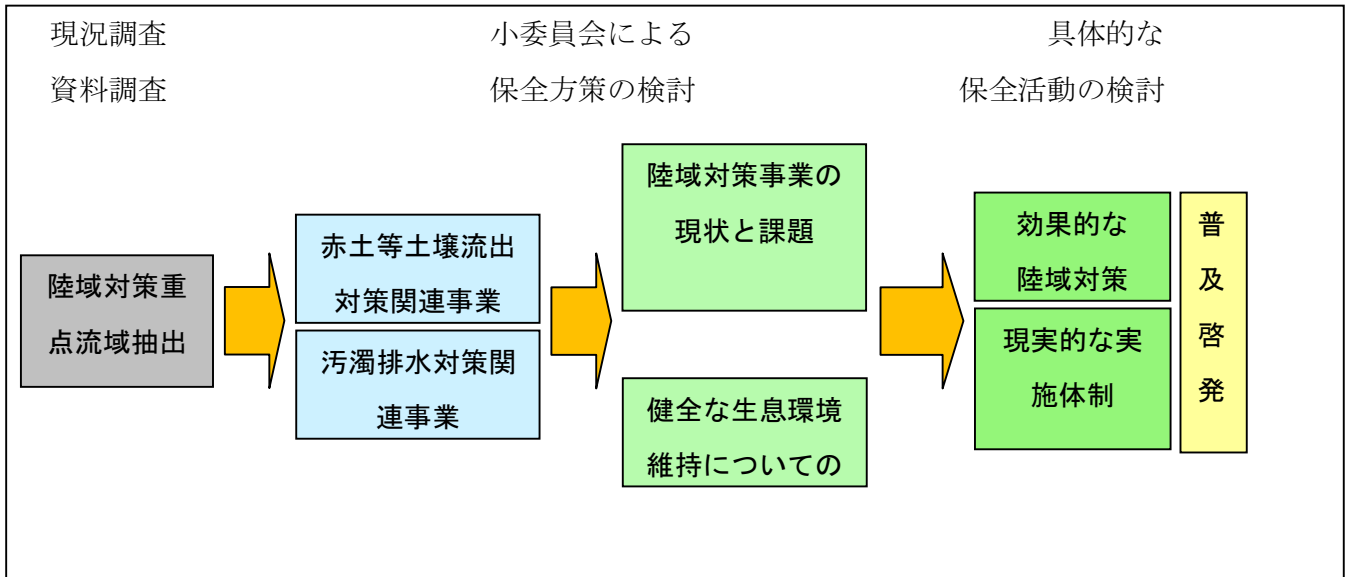 現況調査
資料調査
小委員会による
保全方策の検討
具体的な
保全活動の検討
陸域対策重
点流域抽出
赤土等土壌流出
対策関連事業
汚濁排水対策関
連事業
陸域対策事業の
現状と課題
健全な生息環境
維持についての
効果的な
陸域対策
現実的な実
施体制
普
及
啓
発